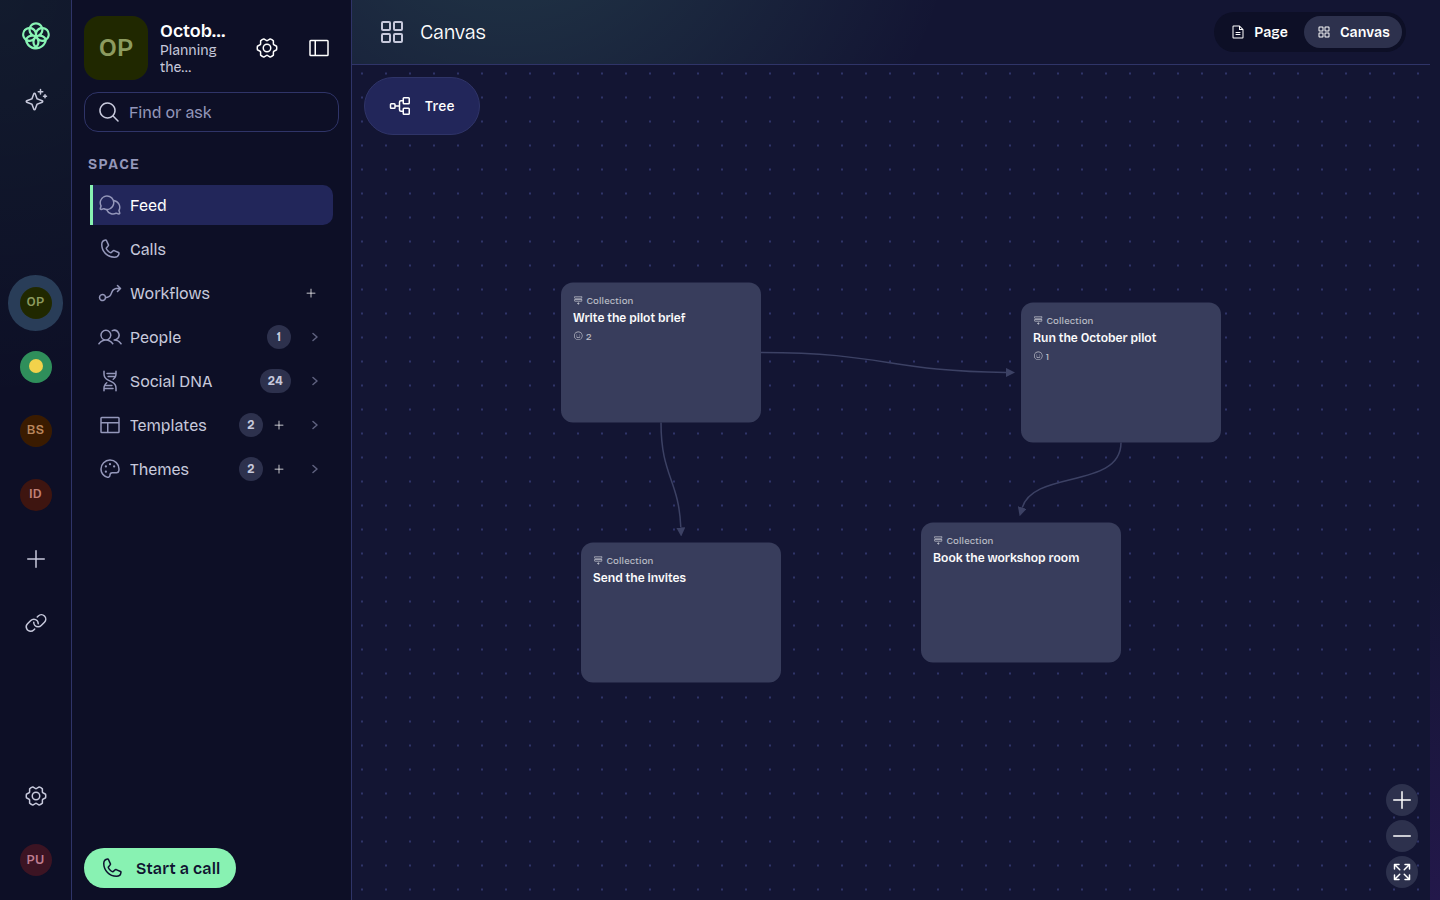 OP
Octob...
Planning
the...
Find or ask
SPACE
Feed
Calls
Workflows
People 1
Social DNA 24
Templates 2
Themes 2
Start a call
OP
BS
ID
PU
Canvas
Page
Canvas
Tree
Collection
Write the pilot brief
2
Collection
Run the October pilot
1
Collection
Send the invites
Collection
Book the workshop room